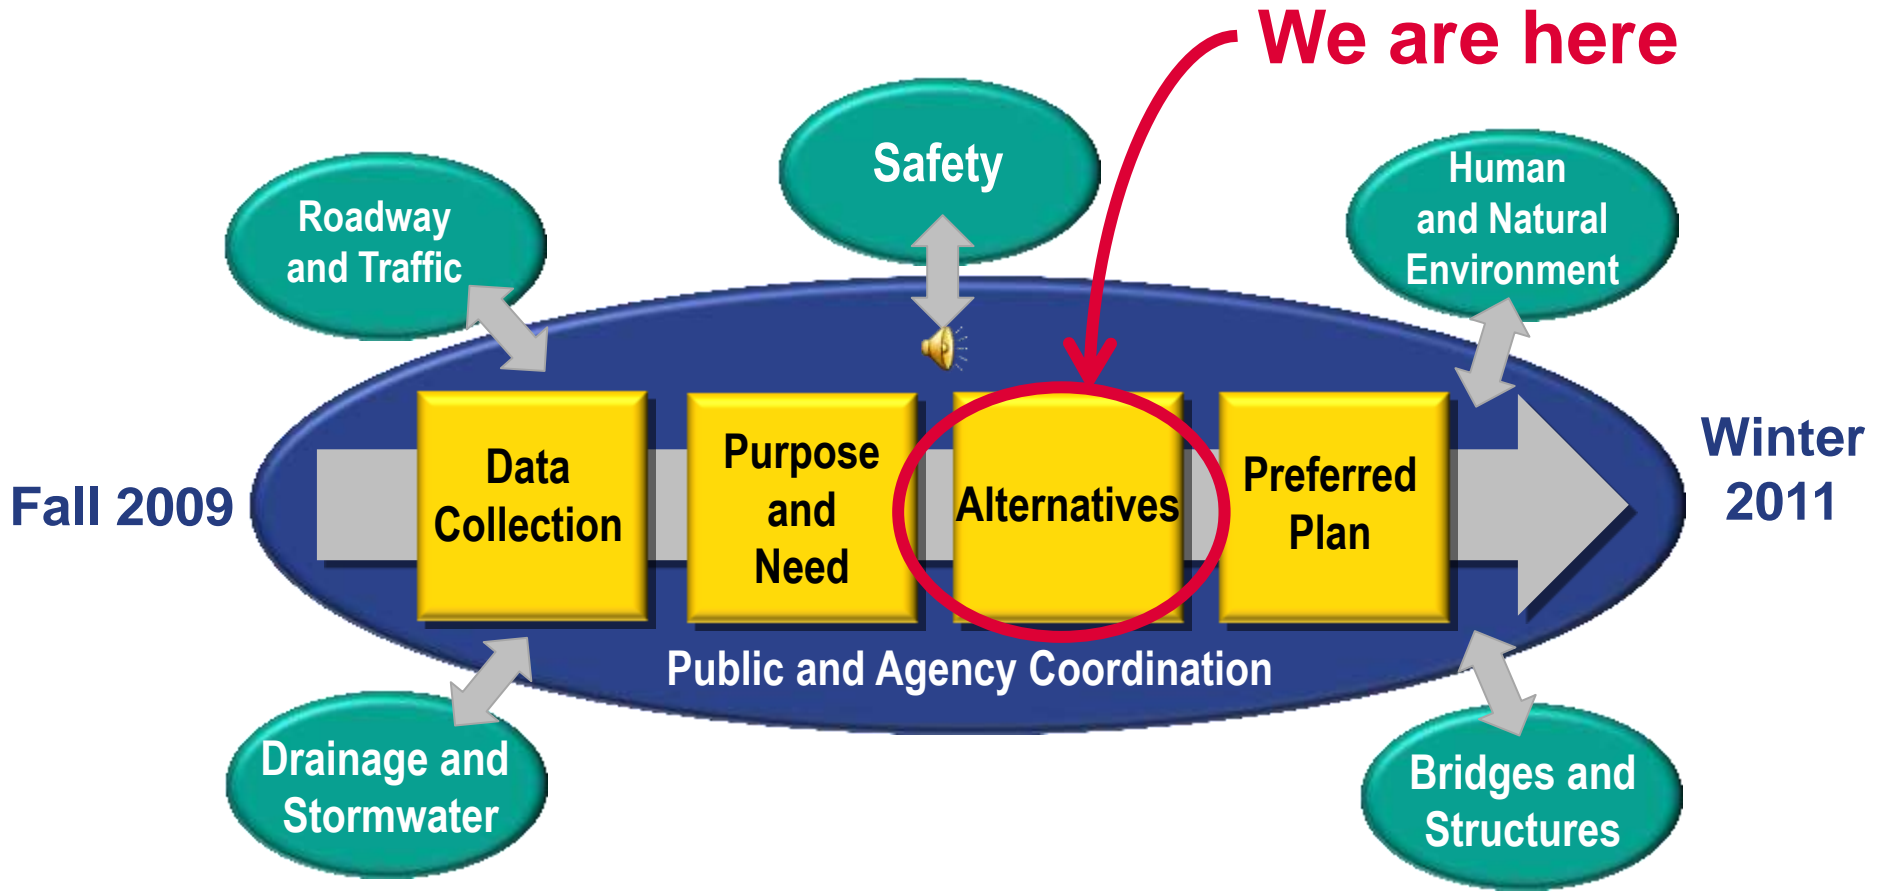 We are here
Safety
Human
and Natural
Environment
Roadway
and Traffic
Fall 2009
Data
Collection
Purpose
and
Need
Alternatives
Preferred
Plan
Winter
2011
Public and Agency Coordination
Drainage and
Stormwater
Bridges and
Structures